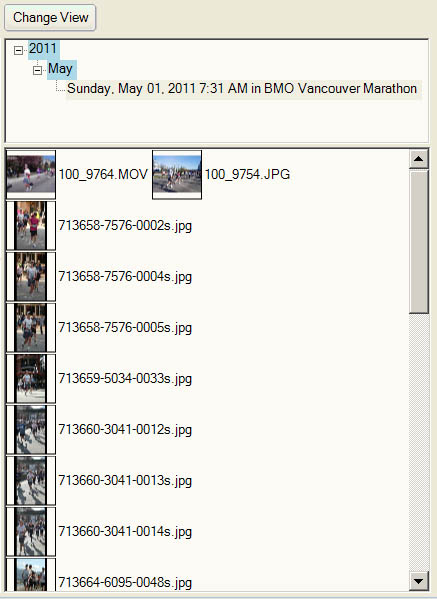 Change View
2011
May
Sunday, May 01, 2011 7:31 AM in BMO Vancouver Marathon
100_9764.MOV 100_9754.JPG
713658-7576-0002s.jpg
713658-7576-0004s.jpg
713658-7576-0005s.jpg
713659-5034-0033s.jpg
713660-3041-0012s.jpg
713660-3041-0013s.jpg
713660-3041-0014s.jpg
713664-6095-0048s.jpg